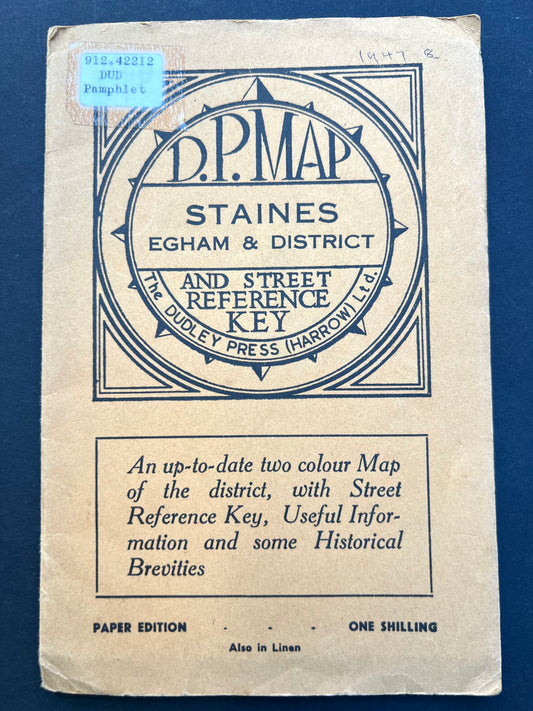 912.42212
DUD
Pamphlet
1947 8
D.P. MAP
STAINES
EGHAM & DISTRICT
AND STREET
REFERENCE
KEY
The DUDLEY PRESS (HARROW) Ltd.
An up-to-date two colour Map
of the district, with Street
Reference Key, Useful Infor-
mation and some Historical
Brevities
PAPER EDITION - - - ONE SHILLING
Also in Linen